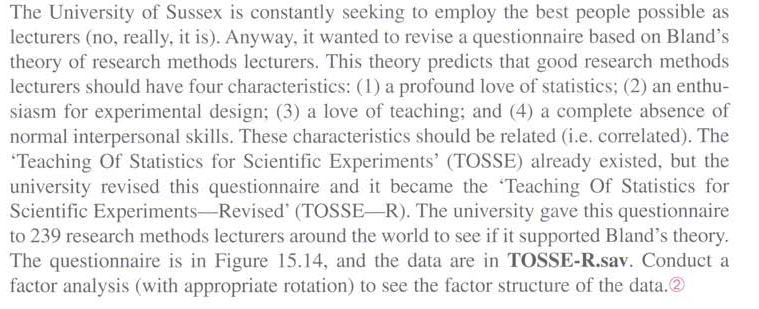 The University of Sussex is constantly seeking to employ the best people possible as
lecturers (no, really, it is). Anyway, it wanted to revise a questionnaire based on Bland's
theory of research methods lecturers. This theory predicts that good research methods
lecturers should have four characteristics: (1) a profound love of statistics; (2) an enthu-
siasm for experimental design; (3) a love of teaching; and (4) a complete absence of
normal interpersonal skills. These characteristics should be related (i.e. correlated). The
'Teaching Of Statistics for Scientific Experiments' (TOSSE) already existed, but the
university revised this questionnaire and it became the 'Teaching Of Statistics for
Scientific Experiments—Revised' (TOSSE—R). The university gave this questionnaire
to 239 research methods lecturers around the world to see if it supported Bland's theory.
The questionnaire is in Figure 15.14, and the data are in TOSSE-R.sav. Conduct a
factor analysis (with appropriate rotation) to see the factor structure of the data.②